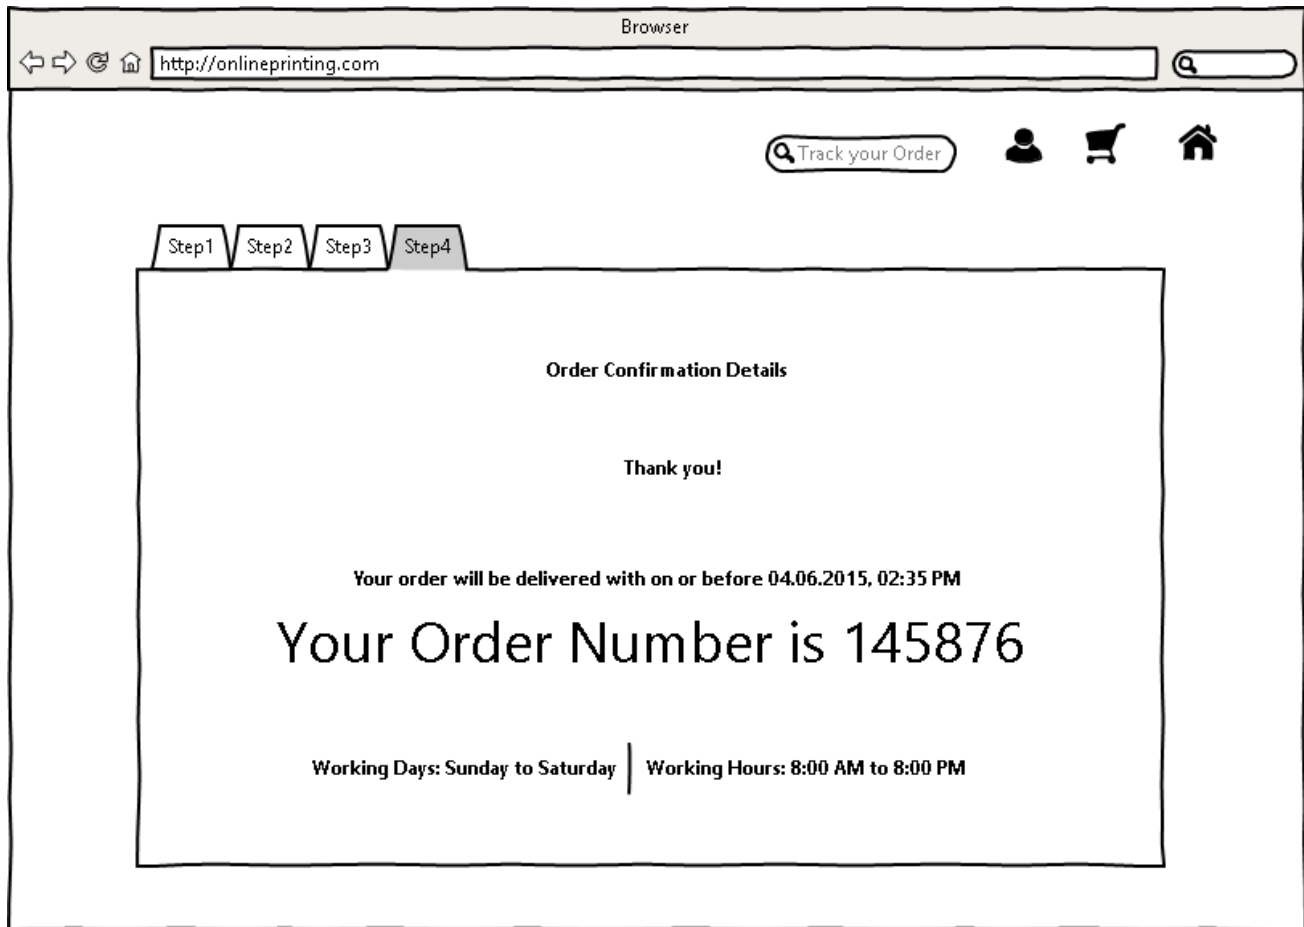 Browser
http://onlineprinting.com
Track your Order
Step1 Step2 Step3 Step4
Order Confirmation Details
Thank you!
Your order will be delivered with on or before 04.06.2015, 02:35 PM
Your Order Number is 145876
Working Days: Sunday to Saturday Working Hours: 8:00 AM to 8:00 PM